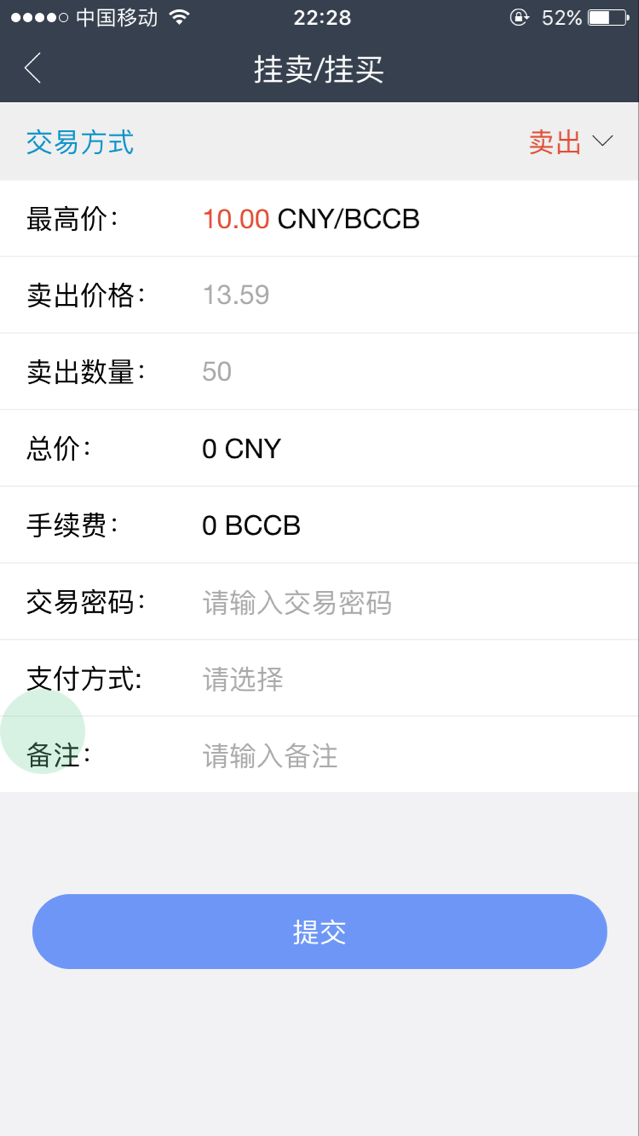 中国移动 22:28 52%
挂卖/挂买
交易方式 卖出
最高价： 10.00 CNY/BCCB
卖出价格： 13.59
卖出数量： 50
总价： 0 CNY
手续费： 0 BCCB
交易密码： 请输入交易密码
支付方式: 请选择
备注： 请输入备注
提交